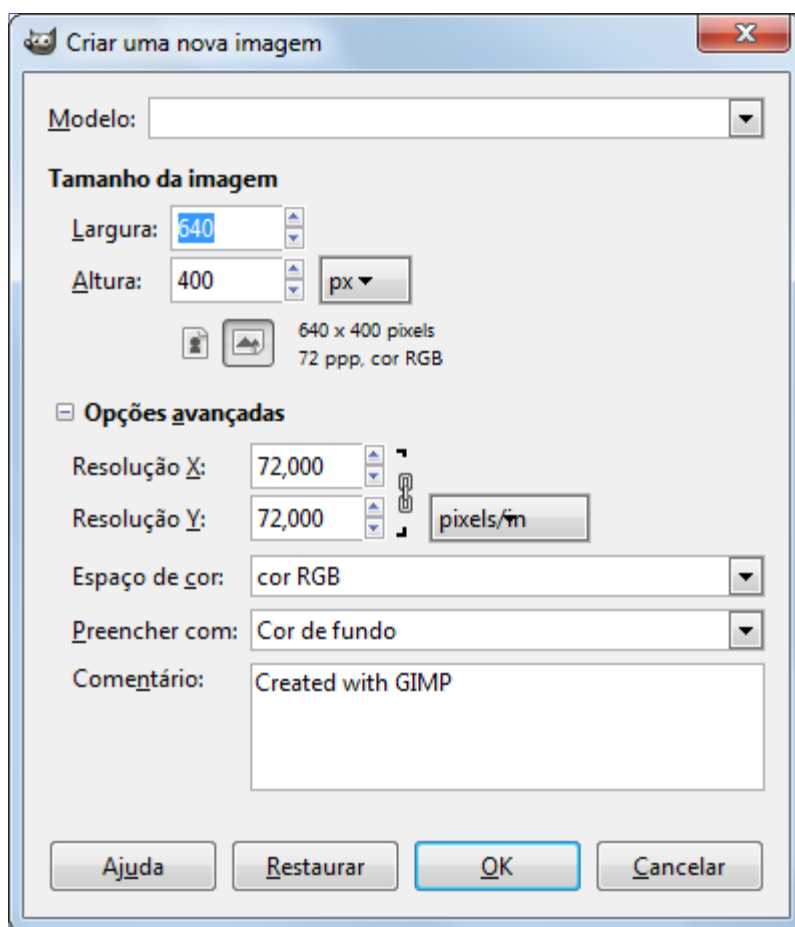 Criar uma nova imagem
Modelo:
Tamanho da imagem
Largura: 640
Altura: 400 px
640 x 400 pixels
72 ppp, cor RGB
Opções avançadas
Resolução X: 72,000
Resolução Y: 72,000 pixels/in
Espaço de cor: cor RGB
Preencher com: Cor de fundo
Comentário: Created with GIMP
Ajuda Restaurar OK Cancelar